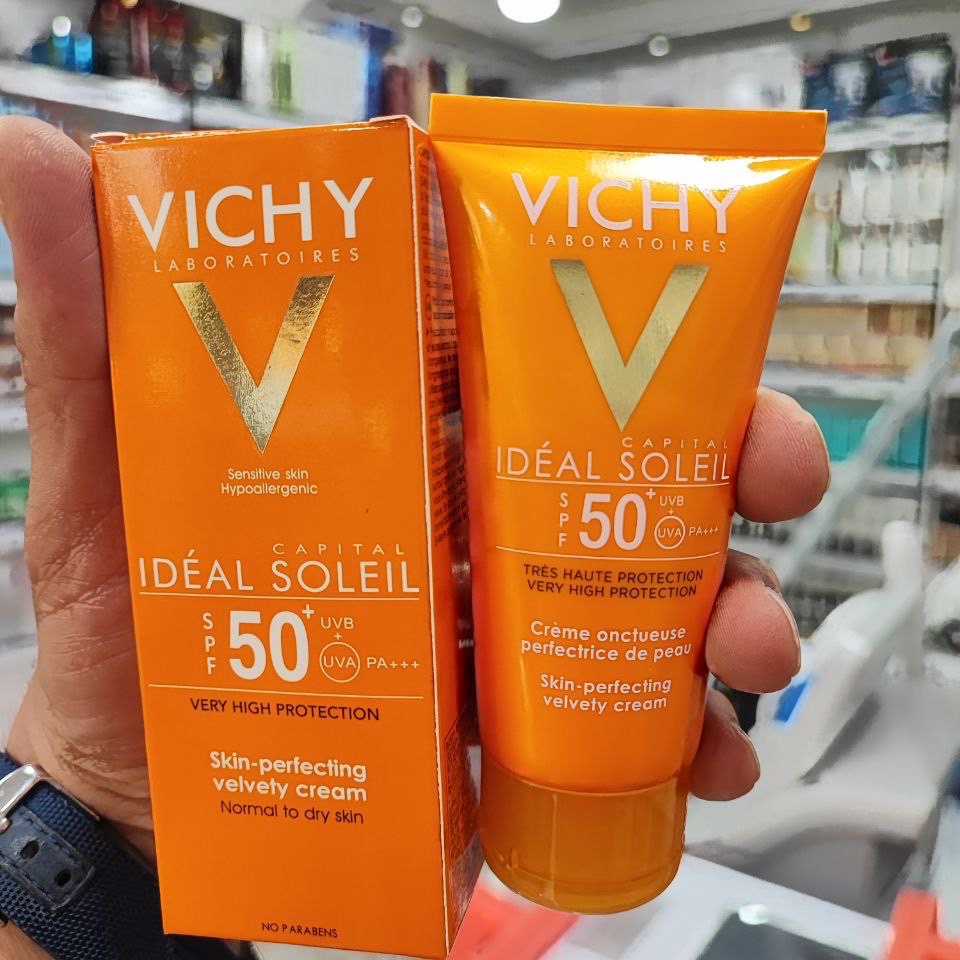 VICHY
LABORATOIRES
Sensitive skin
Hypoallergenic
CAPITAL
IDÉAL SOLEIL
SPF 50+ UVB + UVA PA+++
VERY HIGH PROTECTION
Skin-perfecting
velvety cream
Normal to dry skin
NO PARABENS
VICHY
LABORATOIRES
CAPITAL
IDÉAL SOLEIL
SPF 50+ UVB + UVA PA+++
TRÈS HAUTE PROTECTION
VERY HIGH PROTECTION
Crème onctueuse
perfectrice de peau
Skin-perfecting
velvety cream